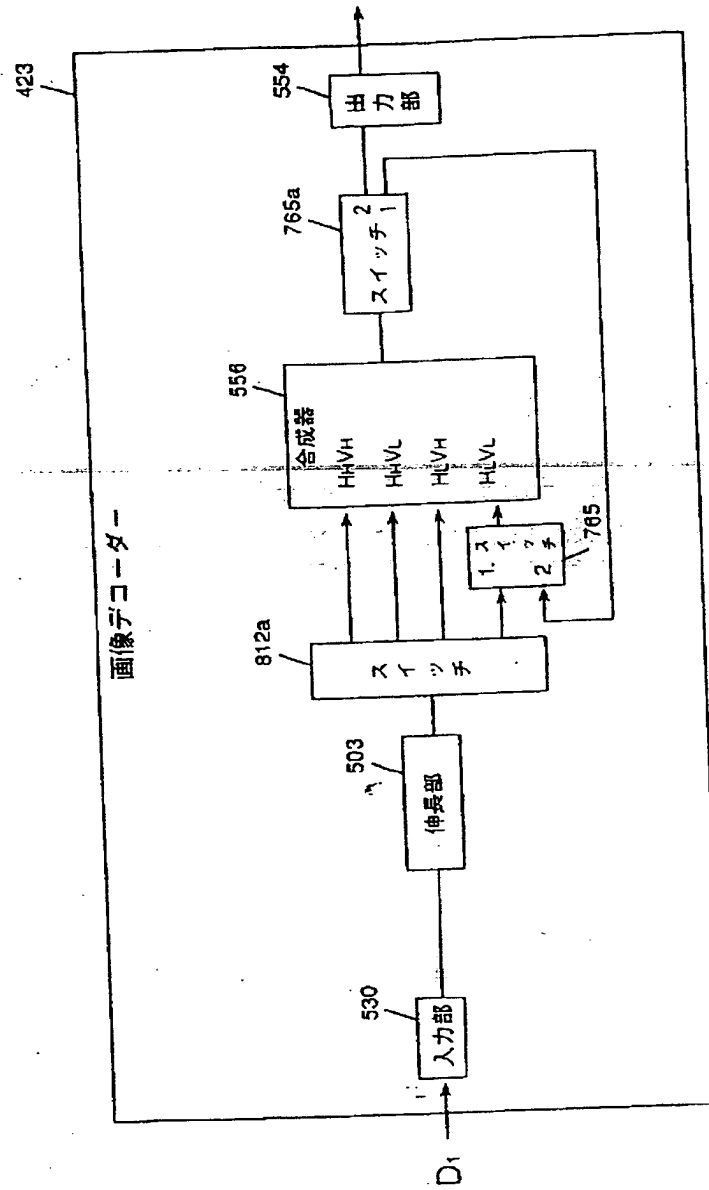 画像デコーダー
423
D1
入力部
530
伸長部
503
スイッチ
812a
合成器
556
HHVH
HHVL
HLVH
HLVL
1 スイッチ 2
765
スイッチ 2 1
765a
出力部
554